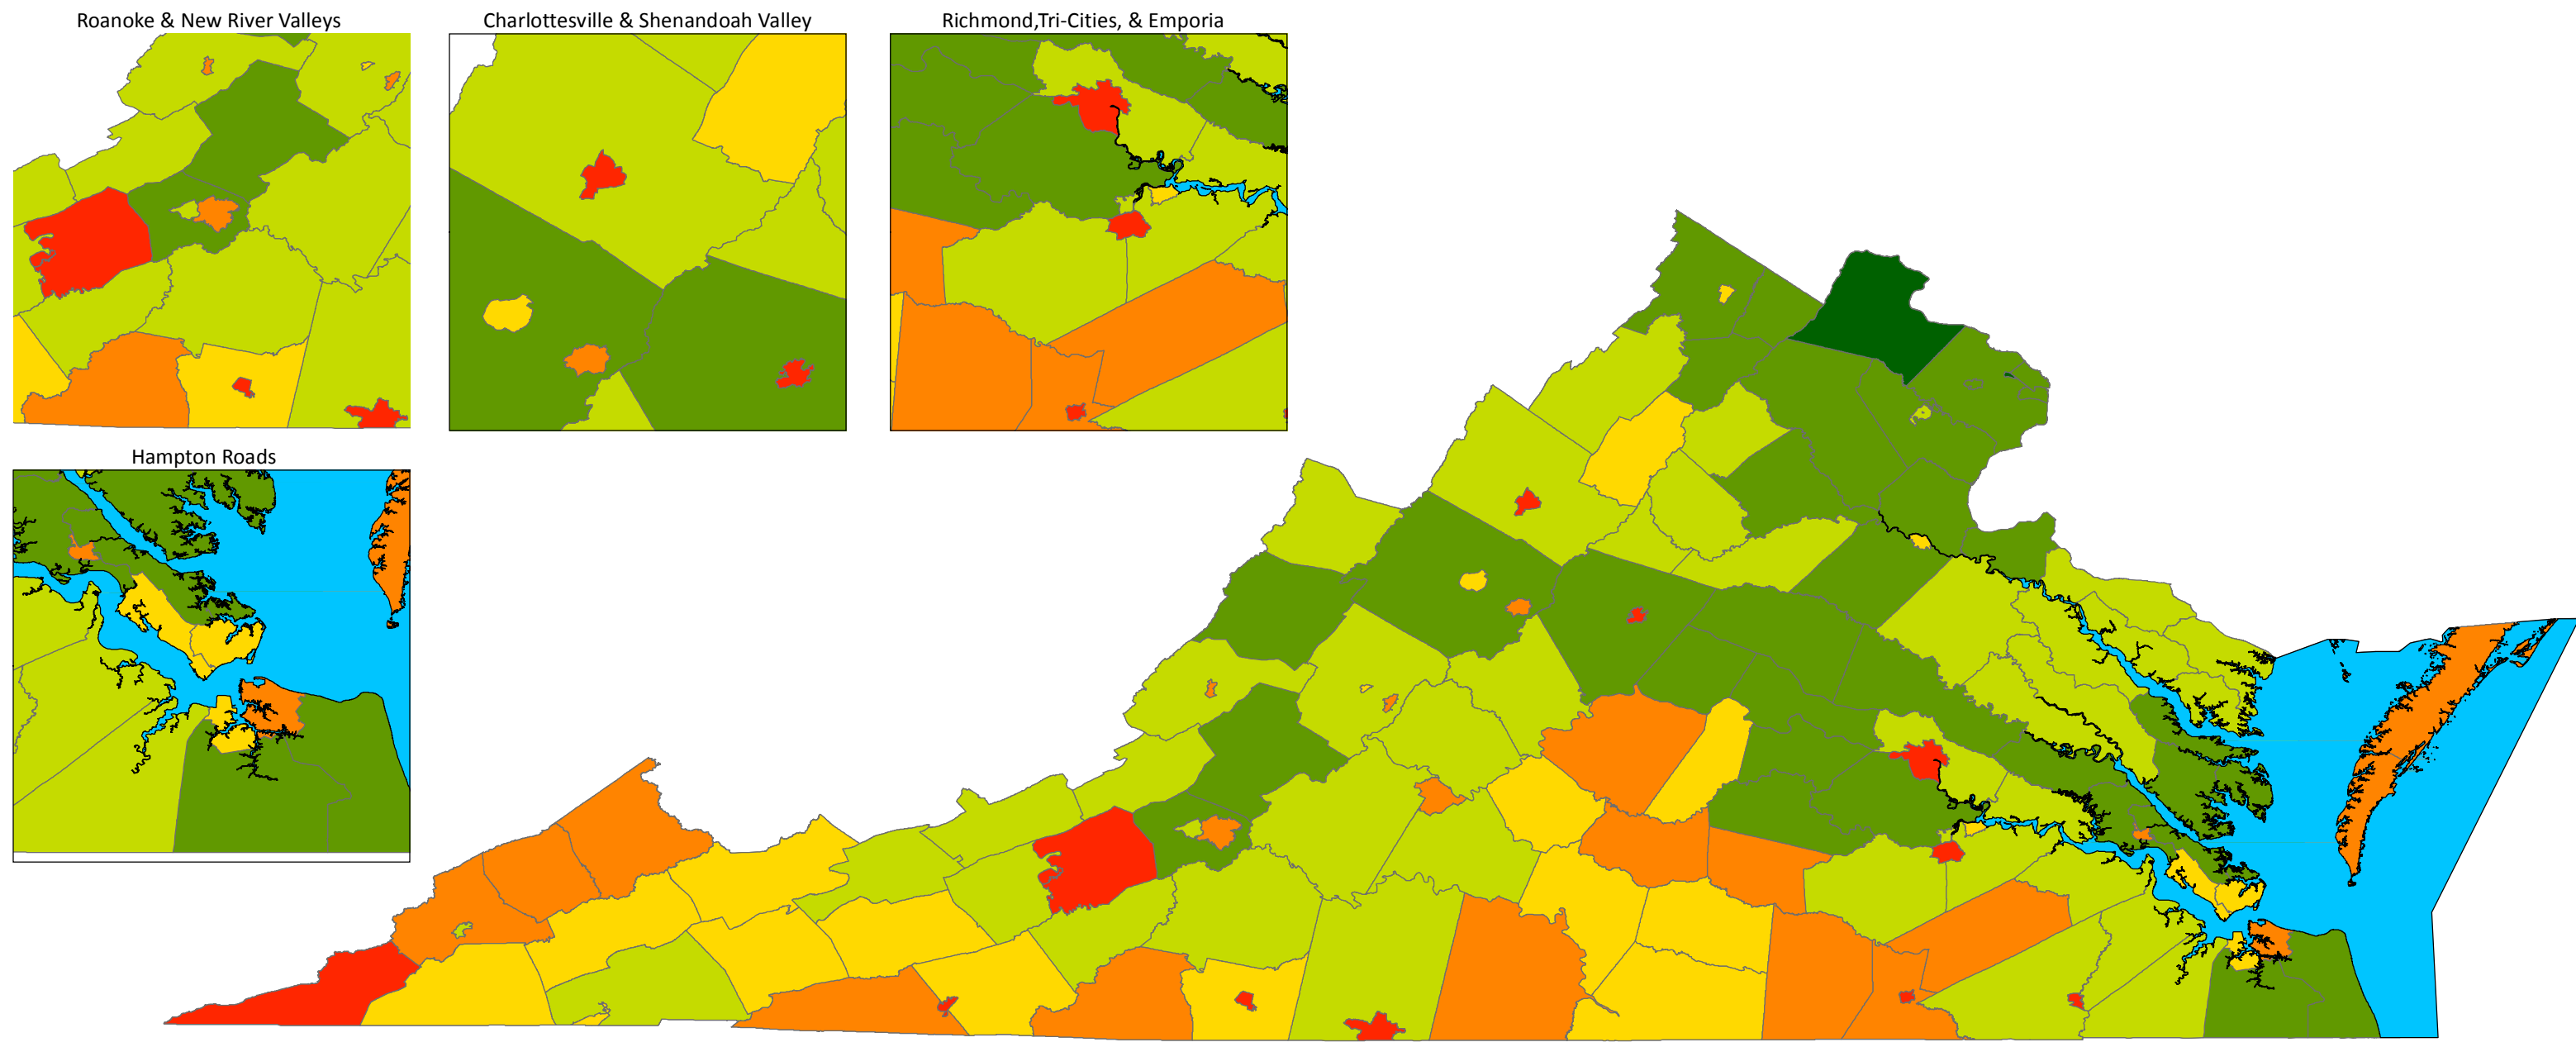 Roanoke & New River Valleys
Charlottesville & Shenandoah Valley
Richmond,Tri-Cities, & Emporia
Hampton Roads